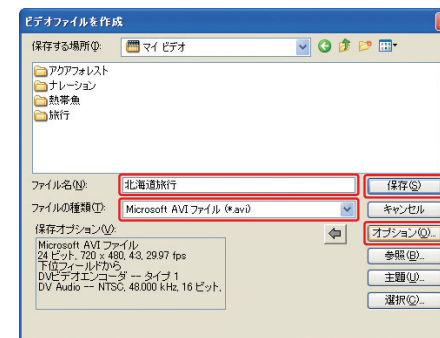 ビデオファイルを作成
保存する場所(I):
マイ ビデオ
アクアフォレスト
ナレーション
熱帯魚
旅行
ファイル名(N):
北海道旅行
保存(S)
ファイルの種類(T):
Microsoft AVI ファイル (*.avi)
キャンセル
保存オプション(V):
オプション(O)...
Microsoft AVI ファイル
24 ビット, 720 x 480, 4:3, 29.97 fps
下位フィールドから
DVビデオエンコーダ -- タイプ 1
DV Audio -- NTSC, 48.000 kHz, 16 ビット,
参照(B)...
主題(U)...
選択(C)...